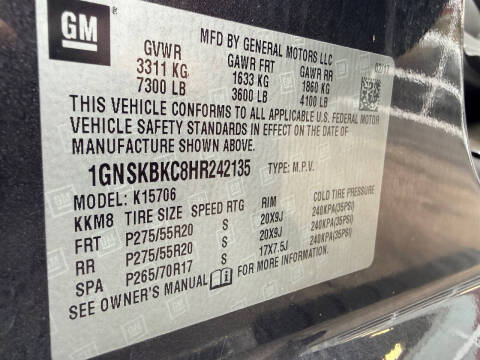 GM
MFD BY GENERAL MOTORS LLC
GVWR GAWR FRT GAWR RR
3311 KG 1633 KG 1860 KG
7300 LB 3600 LB 4100 LB
THIS VEHICLE CONFORMS TO ALL APPLICABLE U.S. FEDERAL MOTOR
VEHICLE SAFETY STANDARDS IN EFFECT ON THE DATE OF
MANUFACTURE SHOWN ABOVE.
1GNSKBKC8HR242135 TYPE: M.P.V.
MODEL: K15706
KKM8 TIRE SIZE SPEED RTG RIM COLD TIRE PRESSURE
FRT P275/55R20 S 20X9J 240KPA(35PSI)
RR P275/55R20 S 20X9J 240KPA(35PSI)
SPA P265/70R17 S 17X7.5J 240KPA(35PSI)
SEE OWNER'S MANUAL FOR MORE INFORMATION.